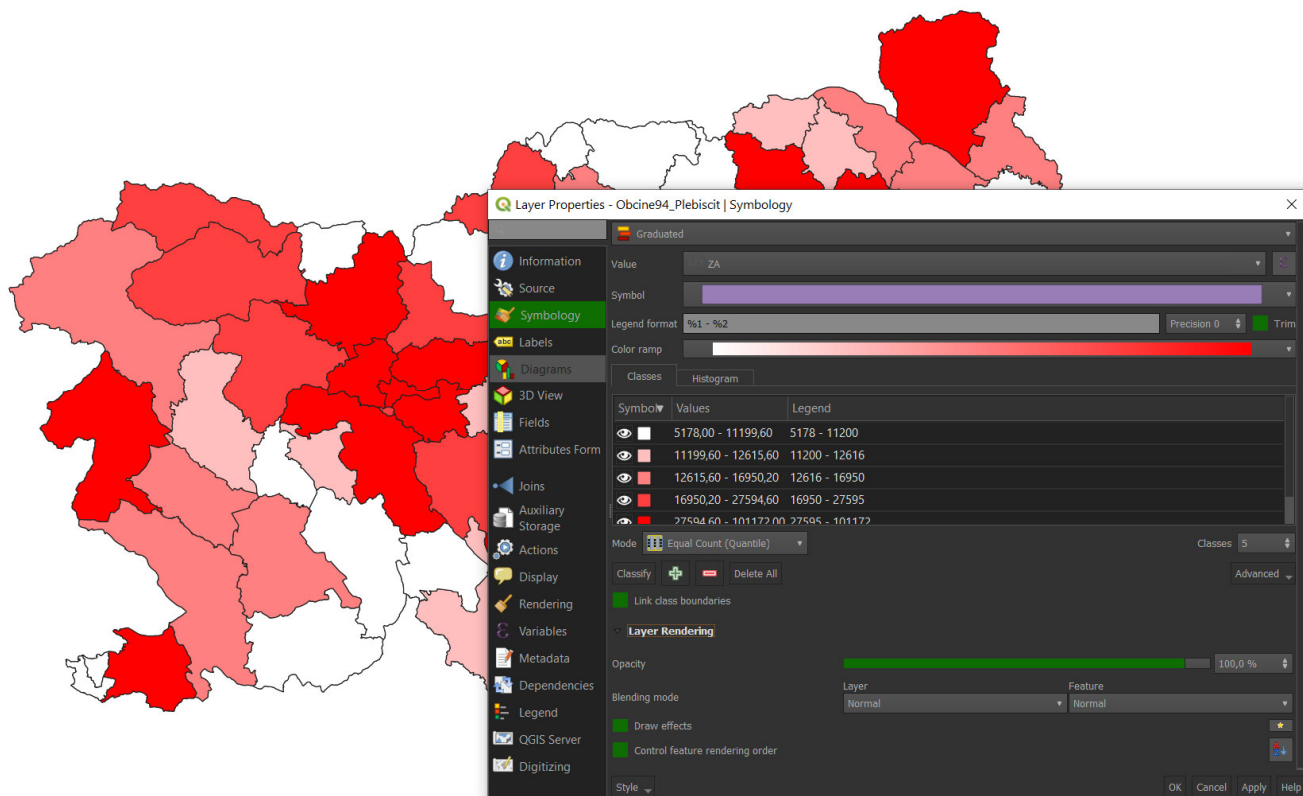 Layer Properties - Obcine94_Plebiscit | Symbology
Graduated
Information
Value ZA
Source
Symbol
Symbology
Legend format %1 - %2 Precision 0 Trim
abc Labels
Color ramp
Diagrams
Classes Histogram
3D View
Symbol Values Legend
Fields
5178,00 - 11199,60 5178 - 11200
Attributes Form
11199,60 - 12615,60 11200 - 12616
12615,60 - 16950,20 12616 - 16950
Joins
16950,20 - 27594,60 16950 - 27595
Auxiliary
Storage
27594,60 - 101172,00 27595 - 101172
Actions
Mode Equal Count (Quantile) Classes 5
Display
Classify Delete All Advanced
Rendering
Link class boundaries
Variables
Layer Rendering
Metadata
Opacity 100,0 %
Dependencies
Layer Feature
Blending mode Normal Normal
Legend
Draw effects
QGIS Server
Control feature rendering order
Digitizing
Style OK Cancel Apply Help